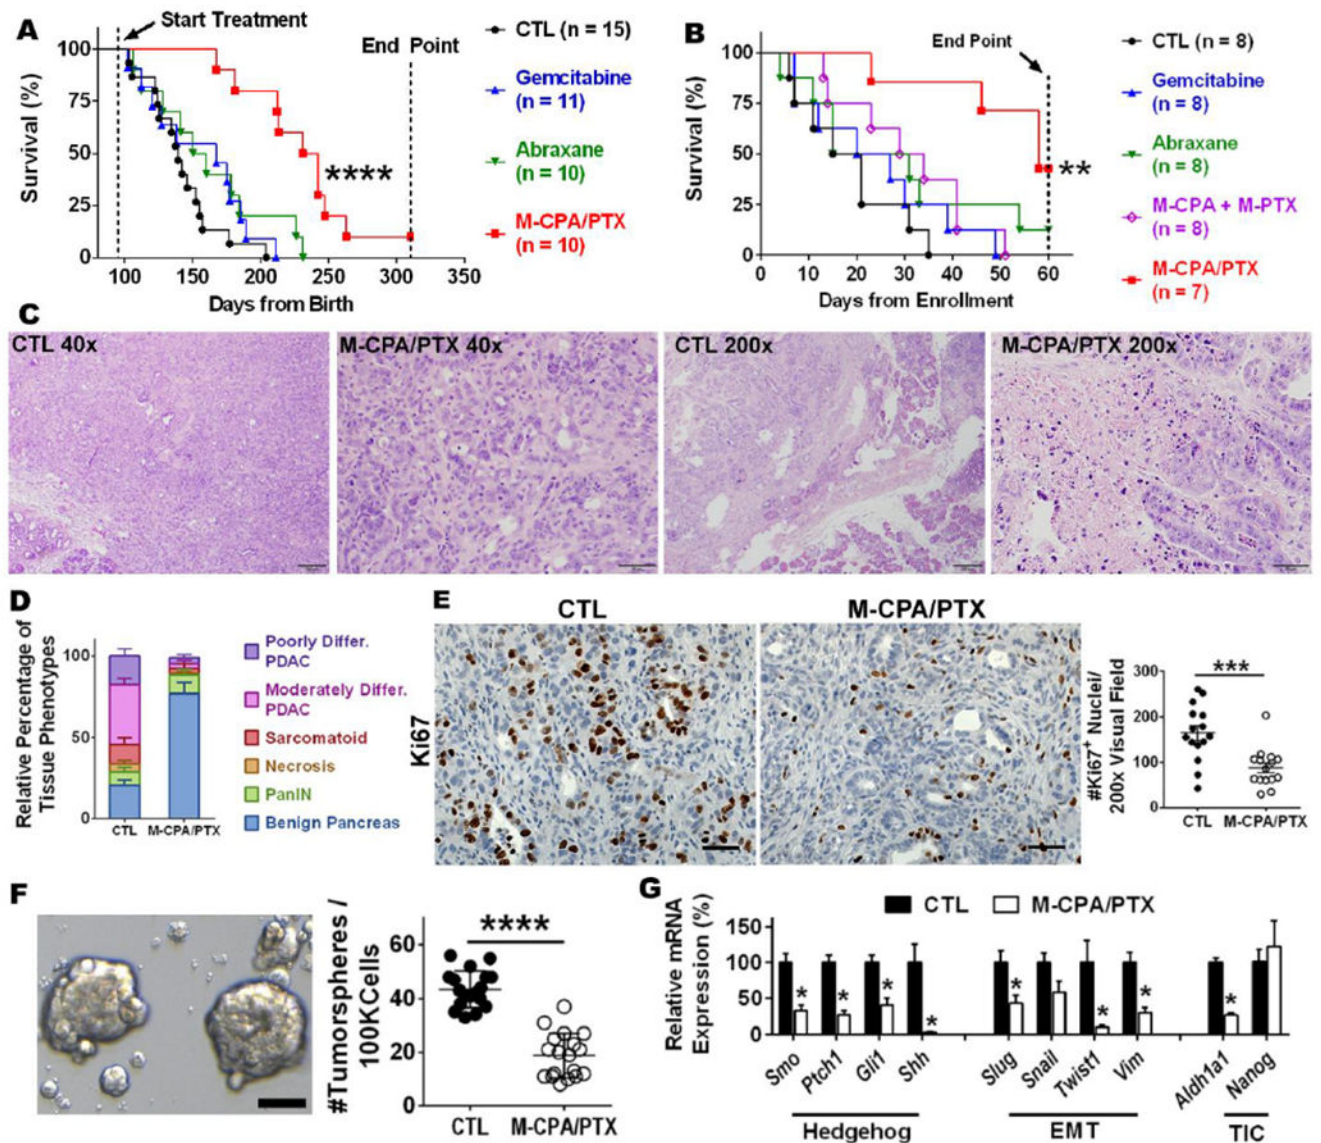 A
Start Treatment
End Point
Survival (%)
100
75
50
25
0
100
150
200
250
300
350
Days from Birth
****
CTL (n = 15)
Gemcitabine
(n = 11)
Abraxane
(n = 10)
M-CPA/PTX
(n = 10)
B
End Point
Survival (%)
100
75
50
25
0
0
10
20
30
40
50
60
Days from Enrollment
**
CTL (n = 8)
Gemcitabine
(n = 8)
Abraxane
(n = 8)
M-CPA + M-PTX
(n = 8)
M-CPA/PTX
(n = 7)
C
CTL 40x
M-CPA/PTX 40x
CTL 200x
M-CPA/PTX 200x
D
Relative Percentage of
Tissue Phenotypes
100
50
0
CTL
M-CPA/PTX
Poorly Differ.
PDAC
Moderately Differ.
PDAC
Sarcomatoid
Necrosis
PanIN
Benign Pancreas
E
CTL
M-CPA/PTX
Ki67
#Ki67+ Nuclei/
200x Visual Field
300
200
100
0
***
CTL
M-CPA/PTX
F
#Tumorspheres /
100KCells
60
40
20
0
****
CTL
M-CPA/PTX
G
CTL
M-CPA/PTX
Relative mRNA
Expression (%)
150
100
50
0
*
*
*
*
*
*
*
*
Smo
Ptch1
Gli1
Shh
Slug
Snail
Twist1
Vim
Aldh1a1
Nanog
Hedgehog
EMT
TIC